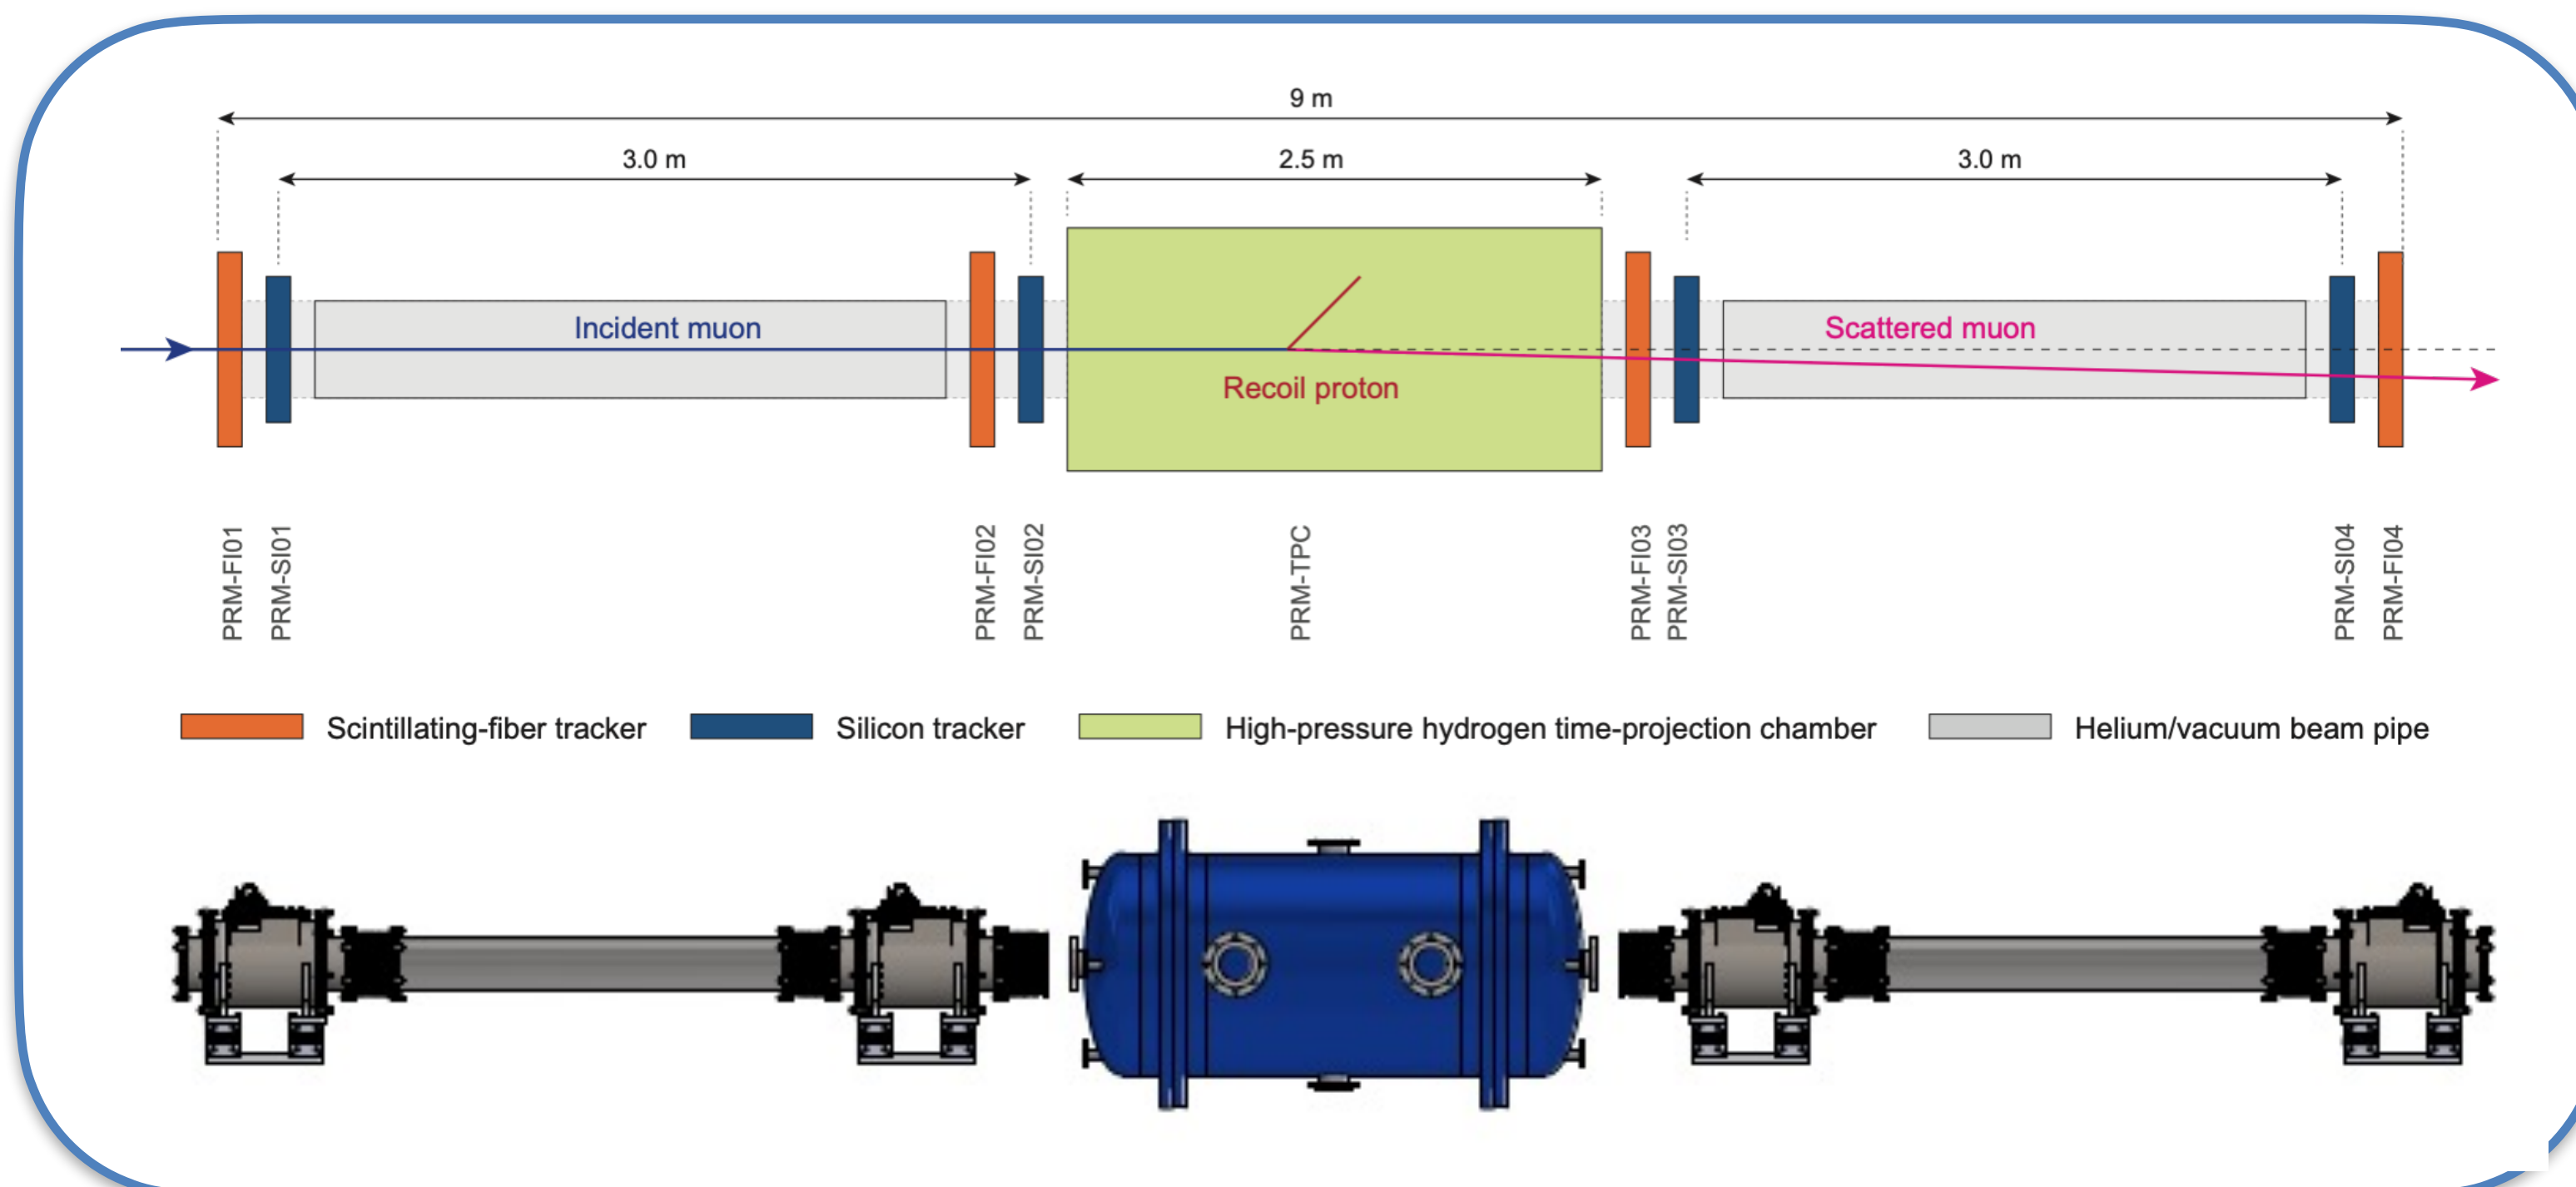 9 m
3.0 m
2.5 m
3.0 m
Incident muon
Scattered muon
Recoil proton
PRM-FI01
PRM-SI01
PRM-FI02
PRM-SI02
PRM-TPC
PRM-FI03
PRM-SI03
PRM-SI04
PRM-FI04
Scintillating-fiber tracker
Silicon tracker
High-pressure hydrogen time-projection chamber
Helium/vacuum beam pipe